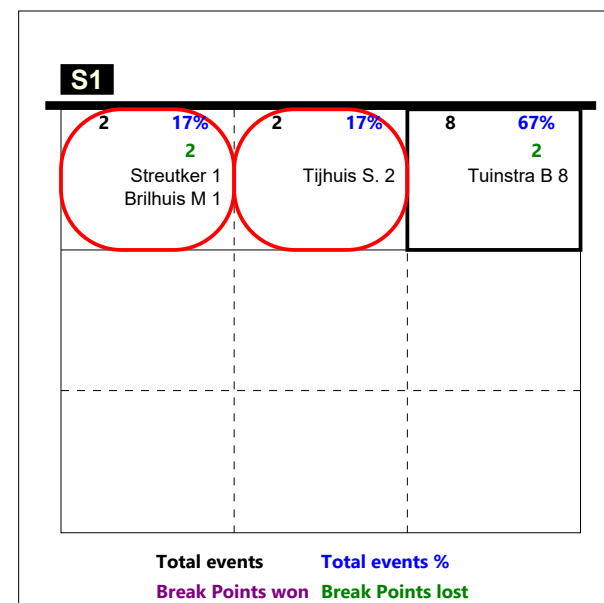 S1
2 17% 2 17% 8 67%
2 2
Streutker 1 Tijhuis S. 2 Tuinstra B 8
Brilhuis M 1
Total events Total events %
Break Points won Break Points lost